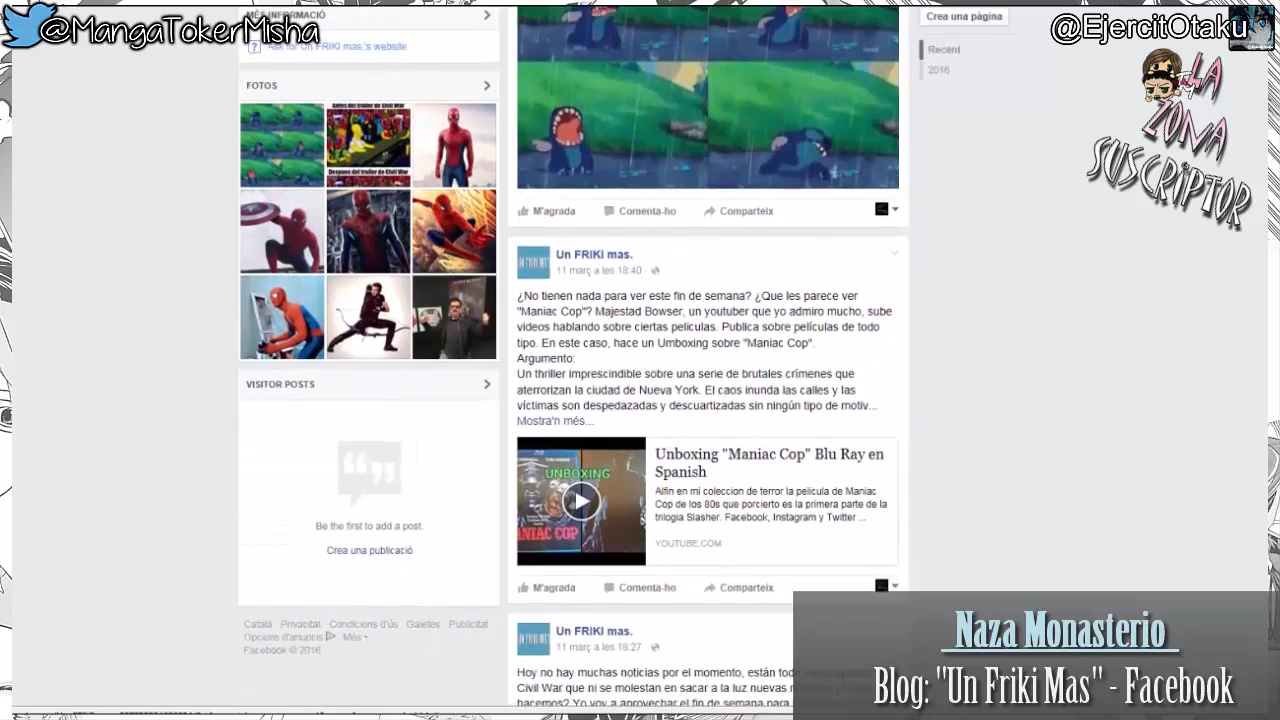 @MangaTokerMisha
@EjercitOtaku
LA
ZONA
SUSCRIPTOR
MÉS INFORMACIÓ
Ask for Un FRIKI mas.'s website
FOTOS
Antes del trailer de Civil War
Despues del trailer de Civil War
VISITOR POSTS
Be the first to add a post.
Crea una publicació
Català Privacitat Condicions d'ús Galetes Publicitat
Opcions d'anuncis Més
Facebook © 2016
M'agrada Comenta-ho Comparteix
Un FRIKI mas.
11 març a les 18:40
¿No tienen nada para ver este fin de semana? ¿Que les parece ver
"Maniac Cop"? Majestad Bowser, un youtuber que yo admiro mucho, sube
videos hablando sobre ciertas peliculas. Publica sobre películas de todo
tipo. En este caso, hace un Umboxing sobre "Maniac Cop".
Argumento:
Un thriller imprescindible sobre una serie de brutales crímenes que
aterrorizan la ciudad de Nueva York. El caos inunda las calles y las
víctimas son despedazadas y descuartizadas sin ningún tipo de motiv...
Mostra'n més...
UNBOXING
MANIAC COP
Unboxing "Maniac Cop" Blu Ray en
Spanish
Alfin en mi coleccion de terror la pelicula de Maniac
Cop de los 80s que porcierto es la primera parte de la
trilogia Slasher. Facebook, Instagram y Twitter ...
YOUTUBE.COM
M'agrada Comenta-ho Comparteix
Un FRIKI mas.
11 març a les 18:27
Hoy no hay muchas noticias por el momento, están
Civil War que ni se molestan en sacar a la luz nuevas
hacemos? Yo voy a aprovechar el fin de semana para
Crea una pàgina
Recent
2016
Naza Monasterio
Blog: "Un Friki Mas" - Facebook